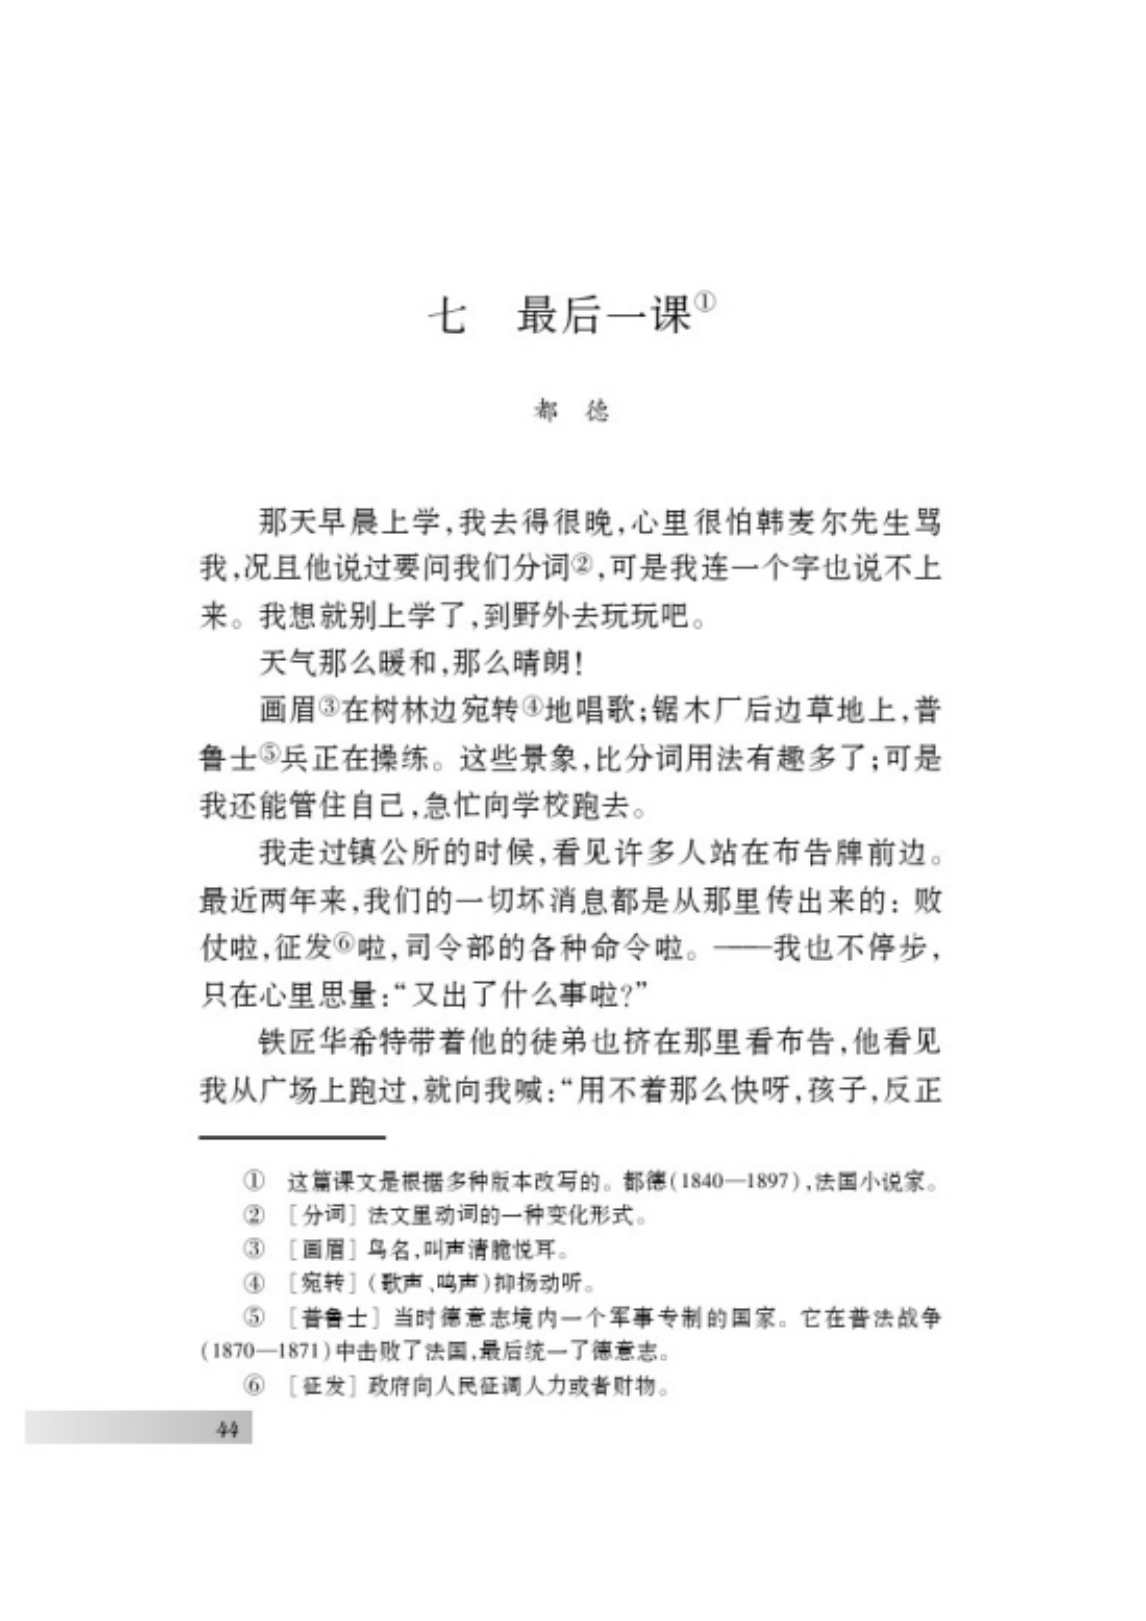 七 最后一课①
都 德
那天早晨上学,我去得很晚,心里很怕韩麦尔先生骂
我,况且他说过要问我们分词②,可是我连一个字也说不上
来。我想就别上学了,到野外去玩玩吧。
天气那么暖和,那么晴朗!
画眉③在树林边宛转④地唱歌;锯木厂后边草地上,普
鲁士⑤兵正在操练。这些景象,比分词用法有趣多了;可是
我还能管住自己,急忙向学校跑去。
我走过镇公所的时候,看见许多人站在布告牌前边。
最近两年来,我们的一切坏消息都是从那里传出来的:败
仗啦,征发⑥啦,司令部的各种命令啦。——我也不停步,
只在心里思量:“又出了什么事啦?”
铁匠华希特带着他的徒弟也挤在那里看布告,他看见
我从广场上跑过,就向我喊:“用不着那么快呀,孩子,反正
① 这篇课文是根据多种版本改写的。都德(1840—1897),法国小说家。
② [分词] 法文里动词的一种变化形式。
③ [画眉] 鸟名,叫声清脆悦耳。
④ [宛转] (歌声、鸣声)抑扬动听。
⑤ [普鲁士] 当时德意志境内一个军事专制的国家。它在普法战争
(1870—1871)中击败了法国,最后统一了德意志。
⑥ [征发] 政府向人民征调人力或者财物。
44